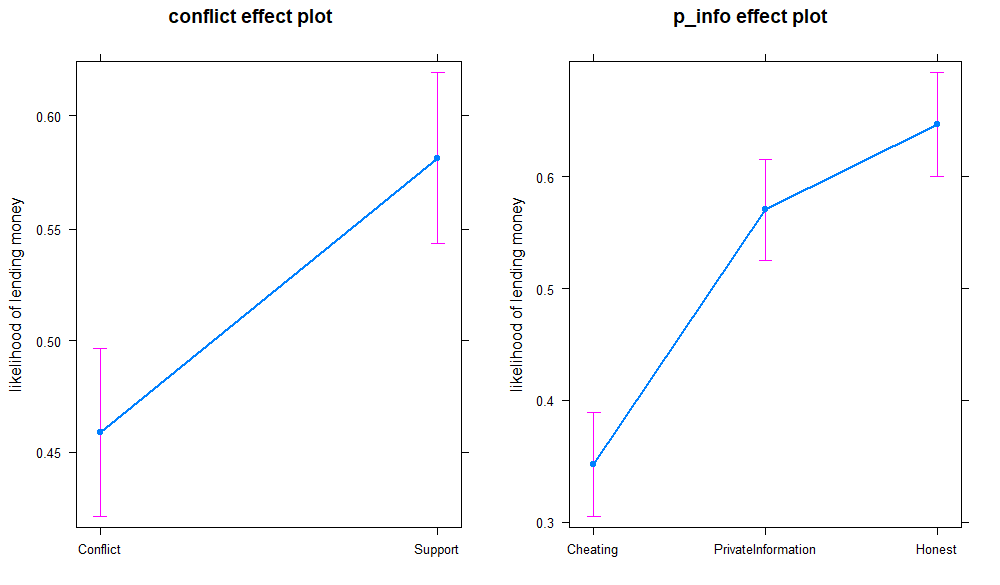 conflict effect plot
likelihood of lending money
0.60
0.55
0.50
0.45
Conflict
Support
p_info effect plot
likelihood of lending money
0.6
0.5
0.4
0.3
Cheating
PrivateInformation
Honest